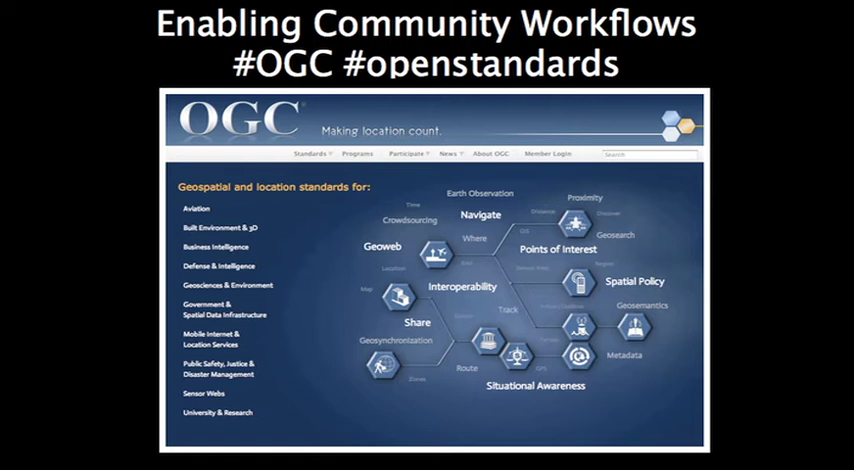 Enabling Community Workflows
#OGC #openstandards
OGC
Making location count.
Standards Programs Participate News About OGC Member Login Search
Geospatial and location standards for:
Aviation
Built Environment & 3D
Business Intelligence
Defense & Intelligence
Geosciences & Environment
Government &
Spatial Data Infrastructure
Mobile Internet &
Location Services
Public Safety, Justice &
Disaster Management
Sensor Webs
University & Research
Earth Observation
Proximity
Time
Crowdsourcing
Navigate
Distance
Discover
GIS
Where
Geosearch
Geoweb
Points of Interest
Location
Map
Interoperability
Spatial Policy
Share
Track
Geosemantics
Geosynchronization
Route
Metadata
GPS
Zones
Situational Awareness